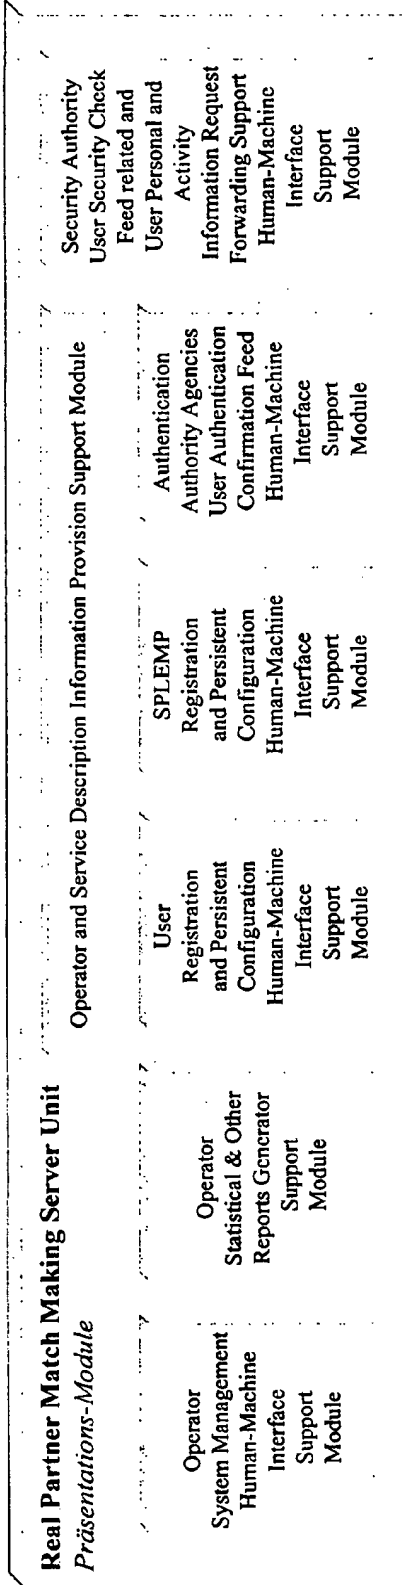 Real Partner Match Making Server Unit
Präsentations-Module
Operator and Service Description Information Provision Support Module
Operator
System Management
Human-Machine
Interface
Support
Module
Operator
Statistical & Other
Reports Generator
Support
Module
User
Registration
and Persistent
Configuration
Human-Machine
Interface
Support
Module
SPLEMP
Registration
and Persistent
Configuration
Human-Machine
Interface
Support
Module
Authentication
Authority Agencies
User Authentication
Confirmation Feed
Human-Machine
Interface
Support
Module
Security Authority
User Security Check
Feed related and
User Personal and
Activity
Information Request
Forwarding Support
Human-Machine
Interface
Support
Module